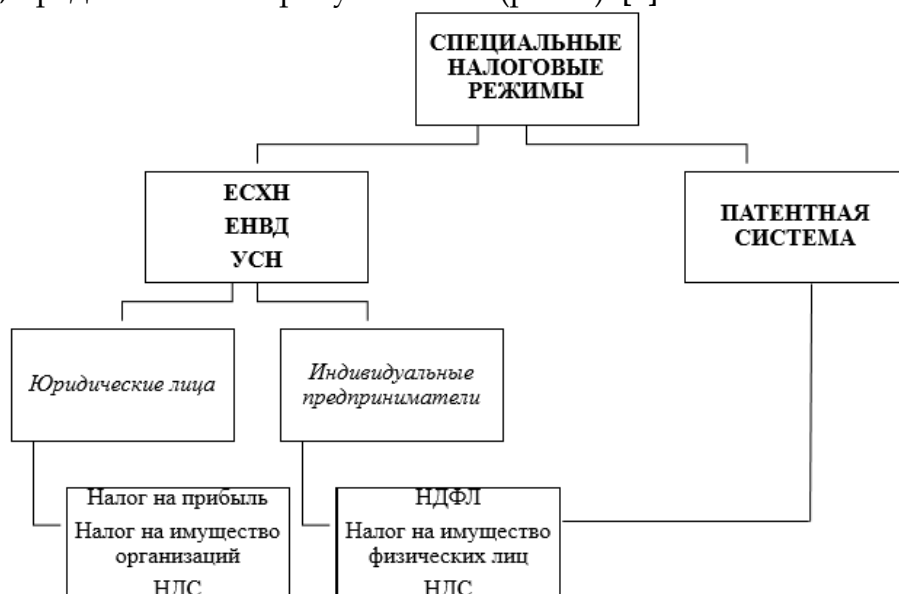 СПЕЦИАЛЬНЫЕ
НАЛОГОВЫЕ
РЕЖИМЫ
ЕСХН
ЕНВД
УСН
ПАТЕНТНАЯ
СИСТЕМА
Юридические лица
Индивидуальные
предприниматели
Налог на прибыль
Налог на имущество
организаций
НДС
НДФЛ
Налог на имущество
физических лиц
НДС